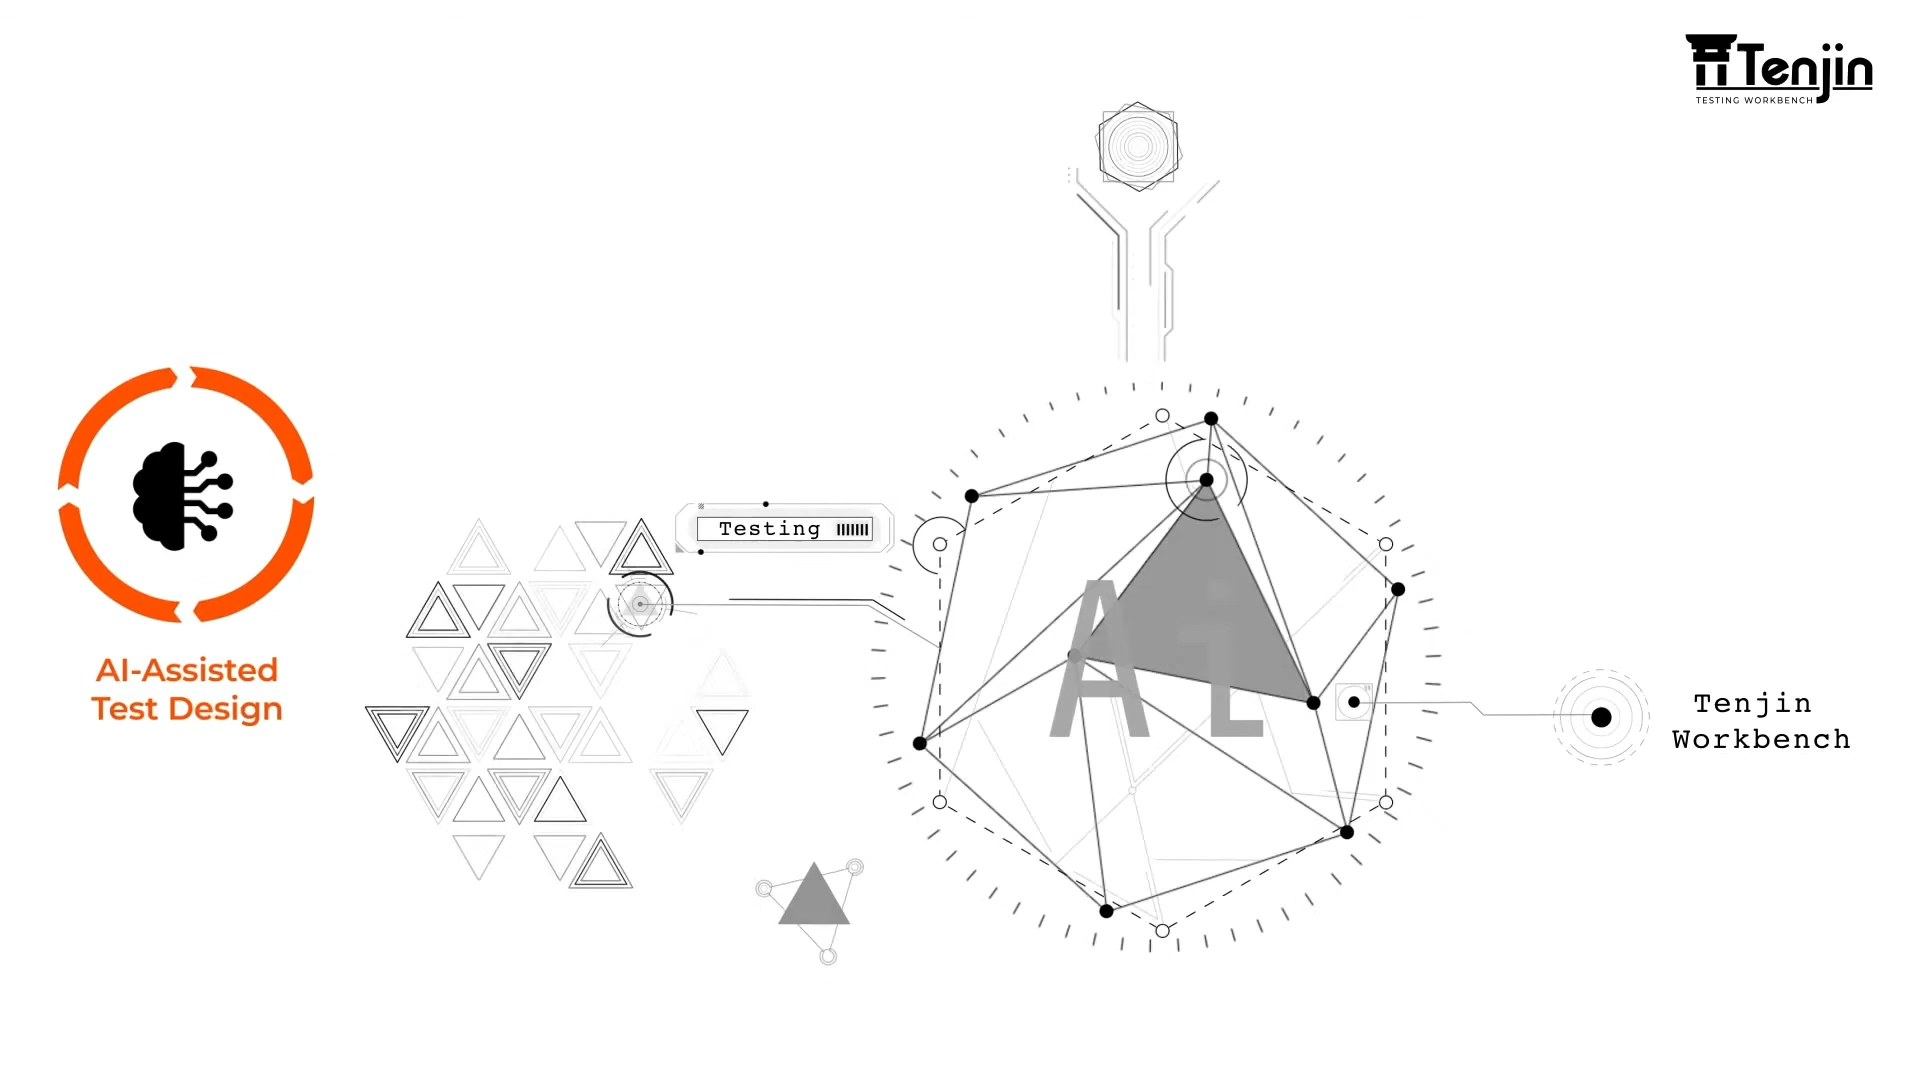 Tenjin
TESTING WORKBENCH
Testing
Ai
AI-Assisted
Test Design
Tenjin
Workbench